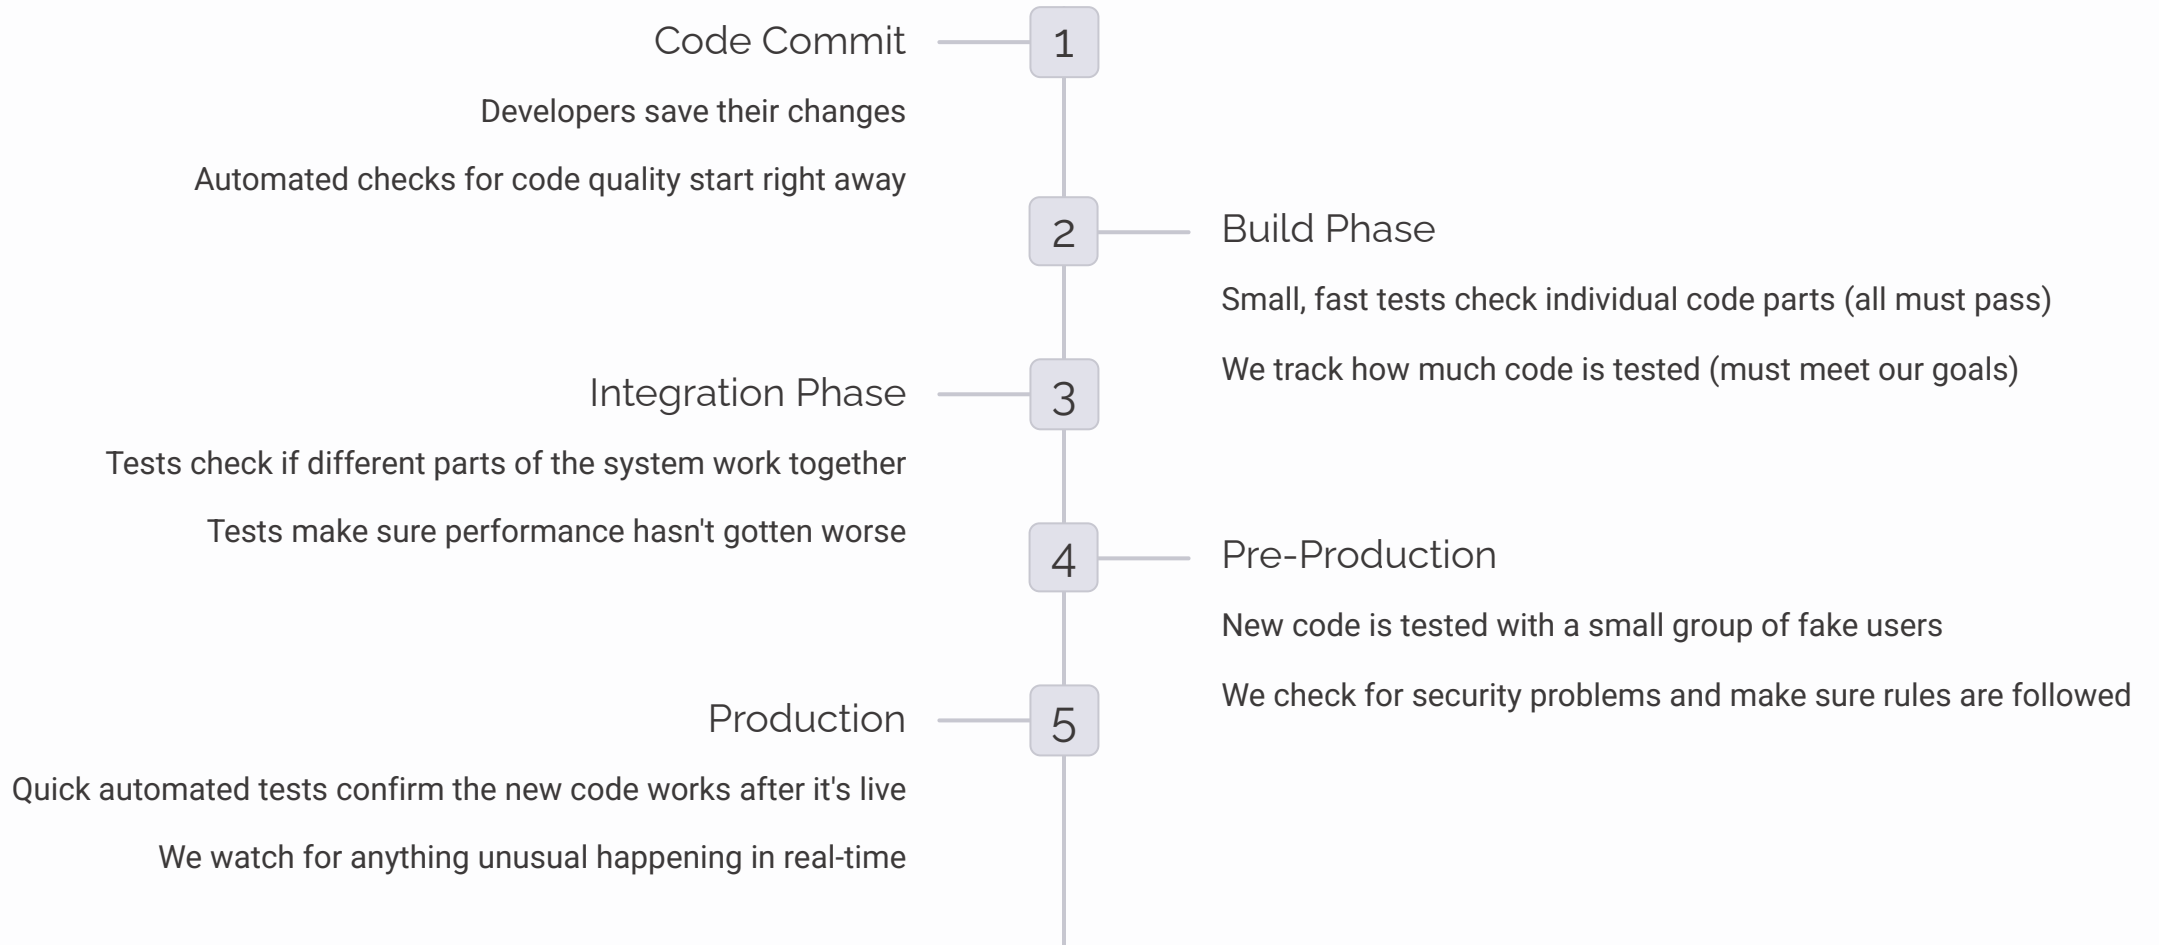 1
Code Commit
Developers save their changes
Automated checks for code quality start right away
2
Build Phase
Small, fast tests check individual code parts (all must pass)
We track how much code is tested (must meet our goals)
3
Integration Phase
Tests check if different parts of the system work together
Tests make sure performance hasn't gotten worse
4
Pre-Production
New code is tested with a small group of fake users
We check for security problems and make sure rules are followed
5
Production
Quick automated tests confirm the new code works after it's live
We watch for anything unusual happening in real-time